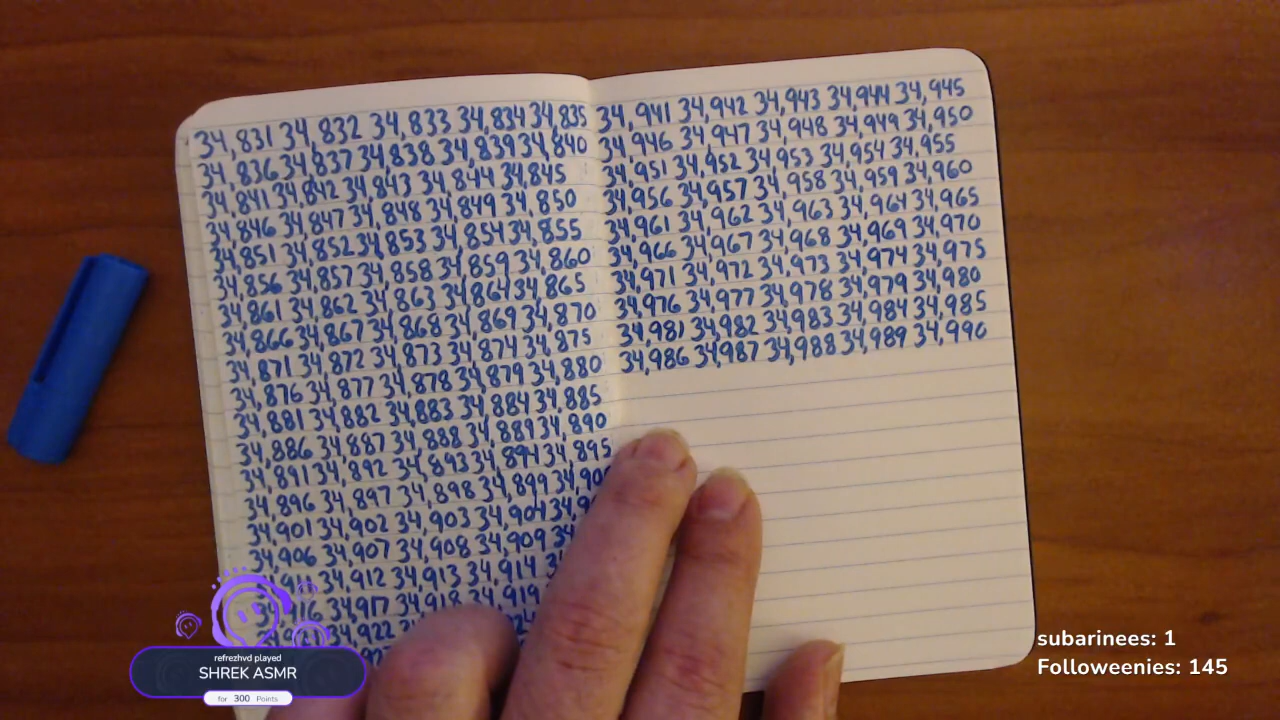 34,831 34,832 34,833 34,834 34,835
34,836 34,837 34,838 34,839 34,840
34,841 34,842 34,843 34,844 34,845
34,846 34,847 34,848 34,849 34,850
34,851 34,852 34,853 34,854 34,855
34,856 34,857 34,858 34,859 34,860
34,861 34,862 34,863 34,864 34,865
34,866 34,867 34,868 34,869 34,870
34,871 34,872 34,873 34,874 34,875
34,876 34,877 34,878 34,879 34,880
34,881 34,882 34,883 34,884 34,885
34,886 34,887 34,888 34,889 34,890
34,891 34,892 34,893 34,894 34,895
34,896 34,897 34,898 34,899 34,900
34,901 34,902 34,903 34,904
34,906 34,907 34,908 34,909
34,912 34,913 34,914
34,916 34,917 34,918 34,919
34,922
34,941 34,942 34,943 34,944 34,945
34,946 34,947 34,948 34,949 34,950
34,951 34,952 34,953 34,954 34,955
34,956 34,957 34,958 34,959 34,960
34,961 34,962 34,963 34,964 34,965
34,966 34,967 34,968 34,969 34,970
34,971 34,972 34,973 34,974 34,975
34,976 34,977 34,978 34,979 34,980
34,981 34,982 34,983 34,984 34,985
34,986 34,987 34,988 34,989 34,990
refrezhvd played
SHREK ASMR
for 300 Points
subarinees: 1
Followeenies: 145